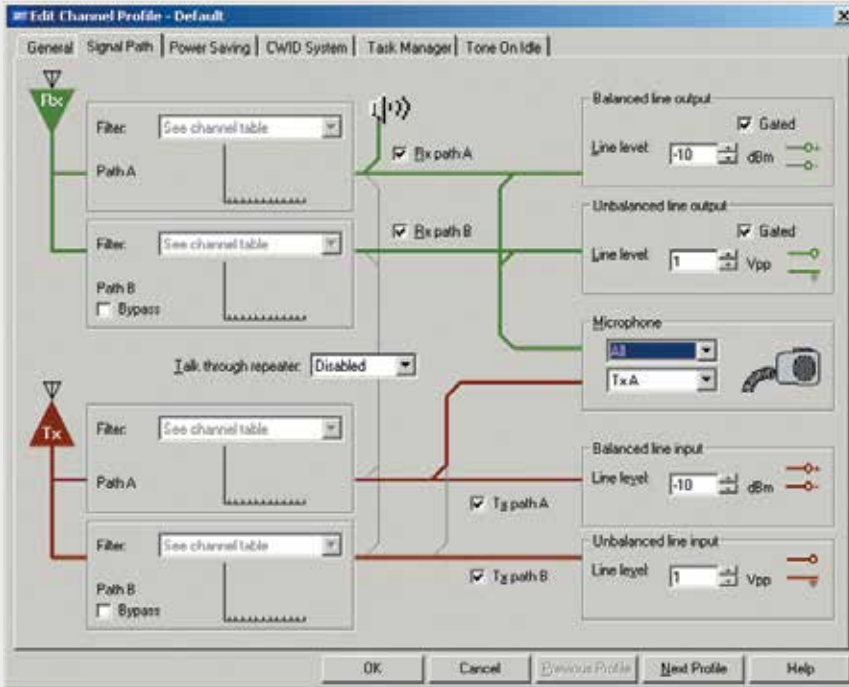 Edit Channel Profile - Default
General Signal Path Power Saving CWID System Task Manager Tone On Idle
Rx
Filter: See channel table
Path A
Rx path A
Balanced line output
Gated
Line level: -10 dBm
Filter: See channel table
Path B
Bypass
Rx path B
Unbalanced line output
Gated
Line level: 1 Vpp
Talk through repeater: Disabled
Microphone
All
Tx A
Tx
Filter: See channel table
Path A
Tx path A
Balanced line input
Line level: -10 dBm
Filter: See channel table
Path B
Bypass
Tx path B
Unbalanced line input
Line level: 1 Vpp
OK Cancel Previous Profile Next Profile Help